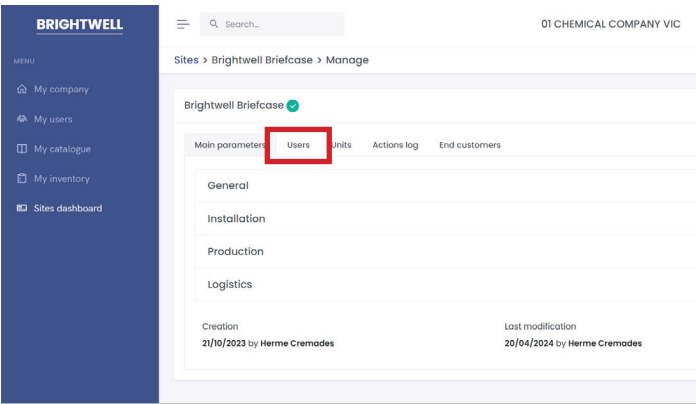 BRIGHTWELL
Search...
01 CHEMICAL COMPANY VIC
MENU
Sites > Brightwell Briefcase > Manage
My company
My users
My catalogue
My inventory
Sites dashboard
Brightwell Briefcase
Main parameters Users Units Actions log End customers
General
Installation
Production
Logistics
Creation
21/10/2023 by Herme Cremades
Last modification
20/04/2024 by Herme Cremades